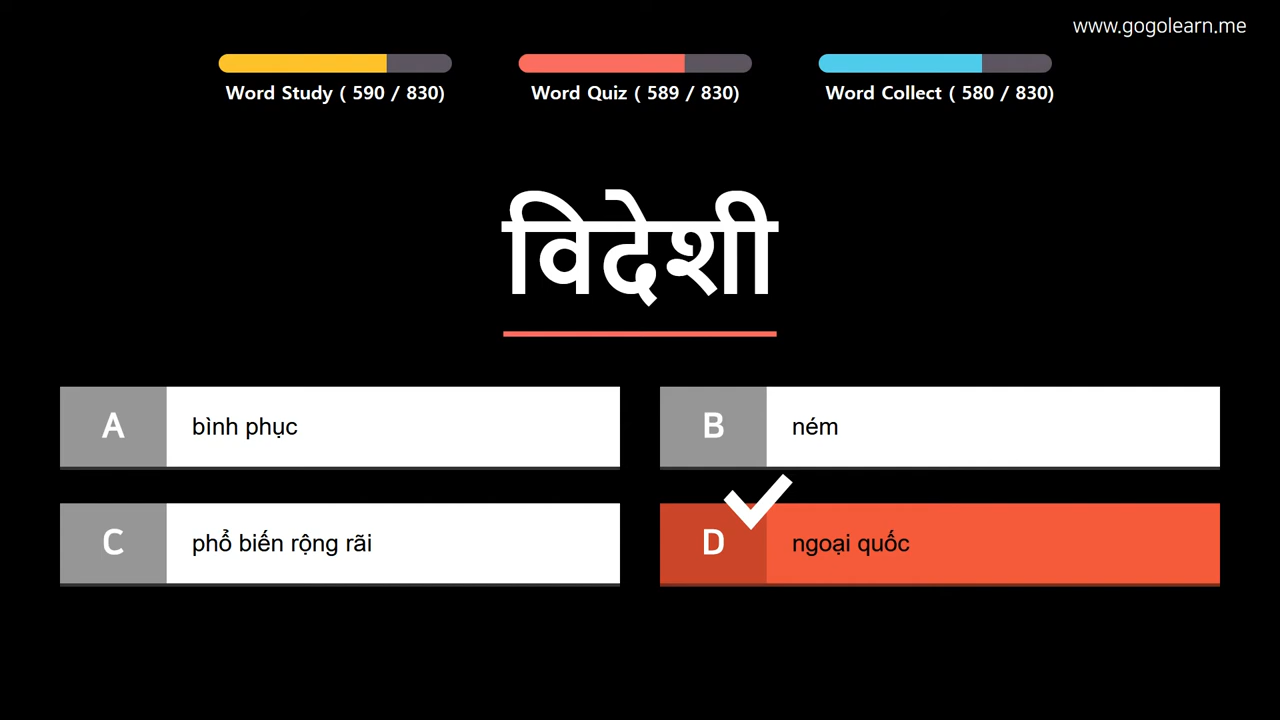 www.gogolearn.me
Word Study ( 590 / 830)
Word Quiz ( 589 / 830)
Word Collect ( 580 / 830)
विदेशी
A bình phục
B ném
C phổ biến rộng rãi
D ngoại quốc